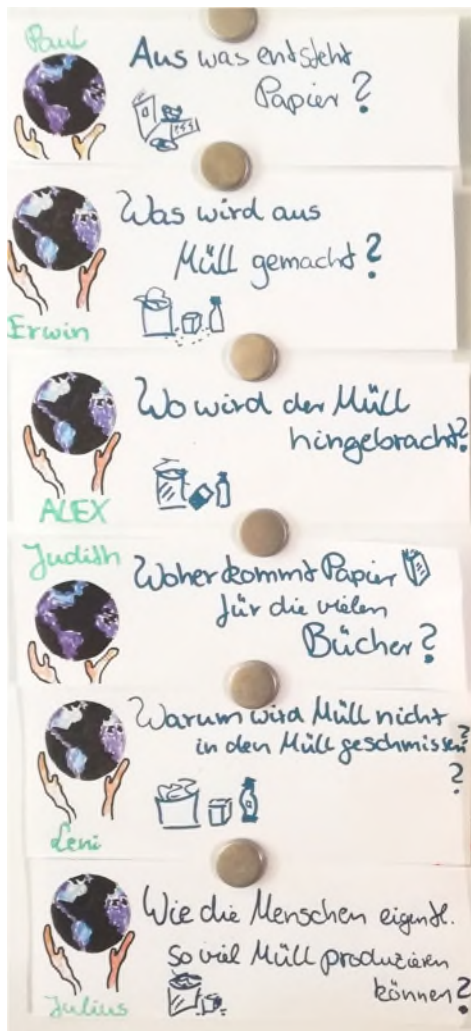 Paul
Aus was entsteht
Papier?
Was wird aus
Müll gemacht?
Erwin
Wo wird der Müll
hingebracht?
ALEX
Judith
Woher kommt Papier
für die vielen
Bücher?
Warum wird Müll nicht
in den Müll geschmissen?
?
Leni
Wie die Menschen eigentl.
so viel Müll produzieren
können?
Julius